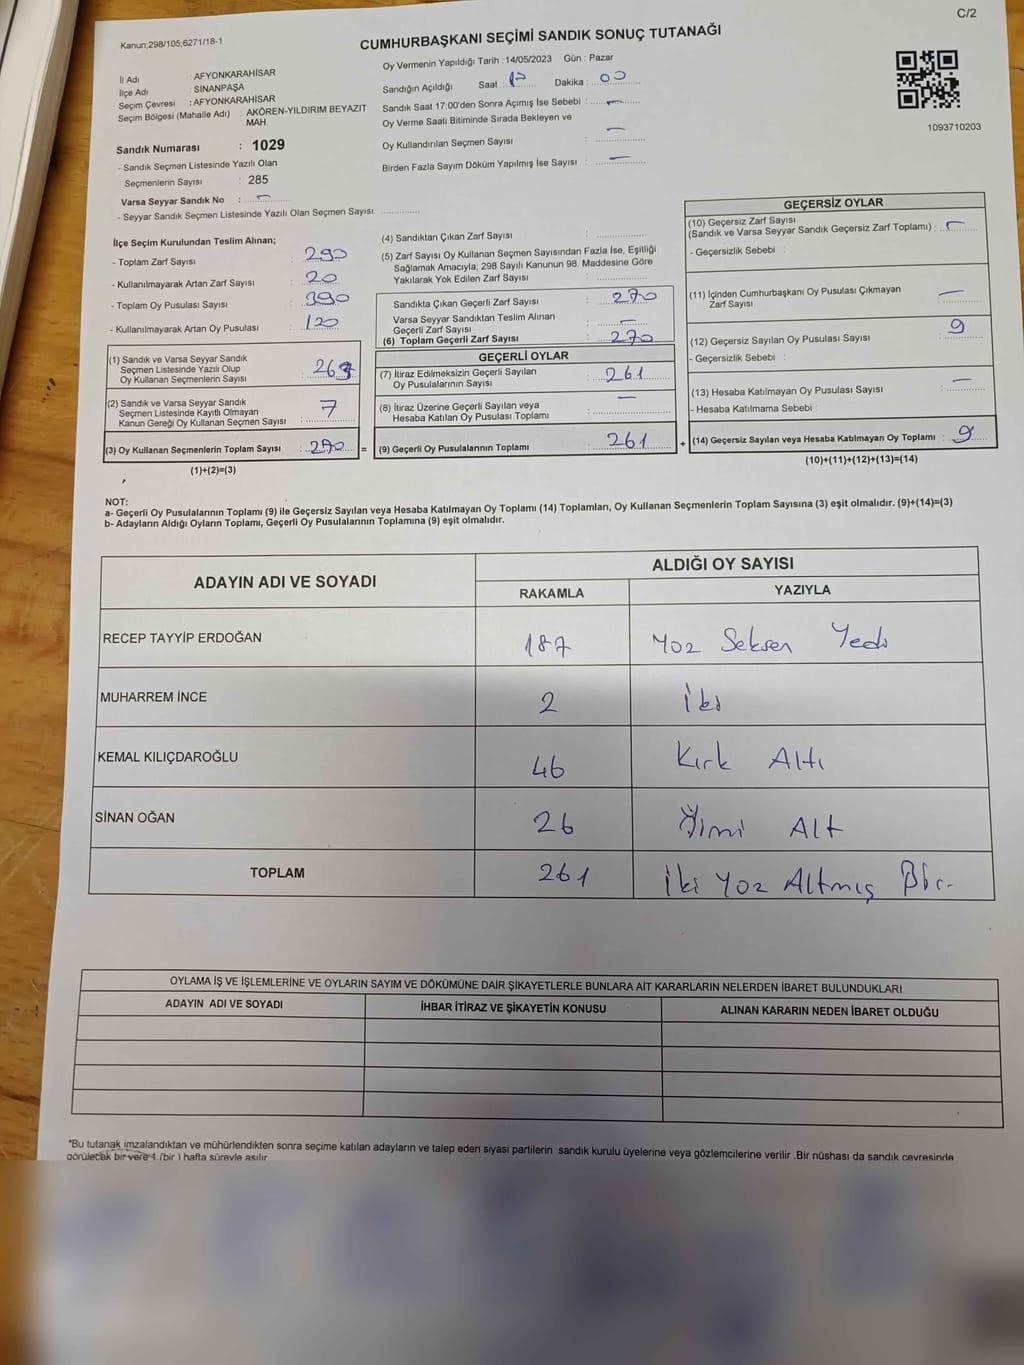 C/2
Kanun;298/105;6271/18-1
CUMHURBAŞKANI SEÇİMİ SANDIK SONUÇ TUTANAĞI
İl Adı : AFYONKARAHİSAR
İlçe Adı : SİNANPAŞA
Seçim Çevresi : AFYONKARAHİSAR
Seçim Bölgesi (Mahalle Adı) : AKÖREN-YILDIRIM BEYAZIT
MAH.
Sandık Numarası : 1029
- Sandık Seçmen Listesinde Yazılı Olan
Seçmenlerin Sayısı : 285
Varsa Seyyar Sandık No : -
- Seyyar Sandık Seçmen Listesinde Yazılı Olan Seçmen Sayısı:
Oy Vermenin Yapıldığı Tarih : 14/05/2023 Gün : Pazar
Sandığın Açıldığı Saat : Dakika : 00
Sandık Saat 17:00'den Sonra Açımış İse Sebebi : -
Oy Verme Saati Bitiminde Sırada Bekleyen ve
Oy Kullandırılan Seçmen Sayısı : -
Birden Fazla Sayım Döküm Yapılmış İse Sayısı : -
1093710203
İlçe Seçim Kurulundan Teslim Alınan;
- Toplam Zarf Sayısı : 290
- Kullanılmayarak Artan Zarf Sayısı : 20
- Toplam Oy Pusulası Sayısı : 390
- Kullanılmayarak Artan Oy Pusulası : 120
(1) Sandık ve Varsa Seyyar Sandık
Seçmen Listesinde Yazılı Olup
Oy Kullanan Seçmenlerin Sayısı : 263
(2) Sandık ve Varsa Seyyar Sandık
Seçmen Listesinde Kayıtlı Olmayan
Kanun Gereği Oy Kullanan Seçmen Sayısı : 7
(3) Oy Kullanan Seçmenlerin Toplam Sayısı : 270 =
(1)+(2)=(3)
(4) Sandıktan Çıkan Zarf Sayısı :
(5) Zarf Sayısı Oy Kullanan Seçmen Sayısından Fazla İse, Eşitliği
Sağlamak Amacıyla; 298 Sayılı Kanunun 98. Maddesine Göre
Yakılarak Yok Edilen Zarf Sayısı :
Sandıkta Çıkan Geçerli Zarf Sayısı : 270
Varsa Seyyar Sandıktan Teslim Alınan
Geçerli Zarf Sayısı : -
(6) Toplam Geçerli Zarf Sayısı : 270
GEÇERLİ OYLAR
(7) İtiraz Edilmeksizin Geçerli Sayılan
Oy Pusulalarının Sayısı : 261
(8) İtiraz Üzerine Geçerli Sayılan veya
Hesaba Katılan Oy Pusulası Toplamı : -
(9) Geçerli Oy Pusulalarının Toplamı : 261 +
GEÇERSİZ OYLAR
(10) Geçersiz Zarf Sayısı
(Sandık ve Varsa Seyyar Sandık Geçersiz Zarf Toplamı) : -
- Geçersizlik Sebebi :
(11) İçinden Cumhurbaşkanı Oy Pusulası Çıkmayan
Zarf Sayısı : -
(12) Geçersiz Sayılan Oy Pusulası Sayısı : 9
- Geçersizlik Sebebi :
(13) Hesaba Katılmayan Oy Pusulası Sayısı : -
- Hesaba Katılmama Sebebi :
(14) Geçersiz Sayılan veya Hesaba Katılmayan Oy Toplamı : 9
(10)+(11)+(12)+(13)=(14)
NOT:
a- Geçerli Oy Pusulalarının Toplamı (9) ile Geçersiz Sayılan veya Hesaba Katılmayan Oy Toplamı (14) Toplamları, Oy Kullanan Seçmenlerin Toplam Sayısına (3) eşit olmalıdır. (9)+(14)=(3)
b- Adayların Aldığı Oyların Toplamı, Geçerli Oy Pusulalarının Toplamına (9) eşit olmalıdır.
ADAYIN ADI VE SOYADI
ALDIĞI OY SAYISI
RAKAMLA YAZIYLA
RECEP TAYYİP ERDOĞAN 187 Yüz Seksen Yedi
MUHARREM İNCE 2 İki
KEMAL KILIÇDAROĞLU 46 Kırk Altı
SİNAN OĞAN 26 Yirmi Alt
TOPLAM 261 İki Yüz Altmış Bir
OYLAMA İŞ VE İŞLEMLERİNE VE OYLARIN SAYIM VE DÖKÜMÜNE DAİR ŞİKAYETLERLE BUNLARA AİT KARARLARIN NELERDEN İBARET BULUNDUKLARI
ADAYIN ADI VE SOYADI İHBAR İTİRAZ VE ŞİKAYETİN KONUSU ALINAN KARARIN NEDEN İBARET OLDUĞU
*Bu tutanak imzalandıktan ve mühürlendikten sonra seçime katılan adayların ve talep eden siyasi partilerin sandık kurulu üyelerine veya gözlemcilerine verilir .Bir nüshası da sandık çevresinde
görülecek bir yere 1 (bir ) hafta süreyle asılır